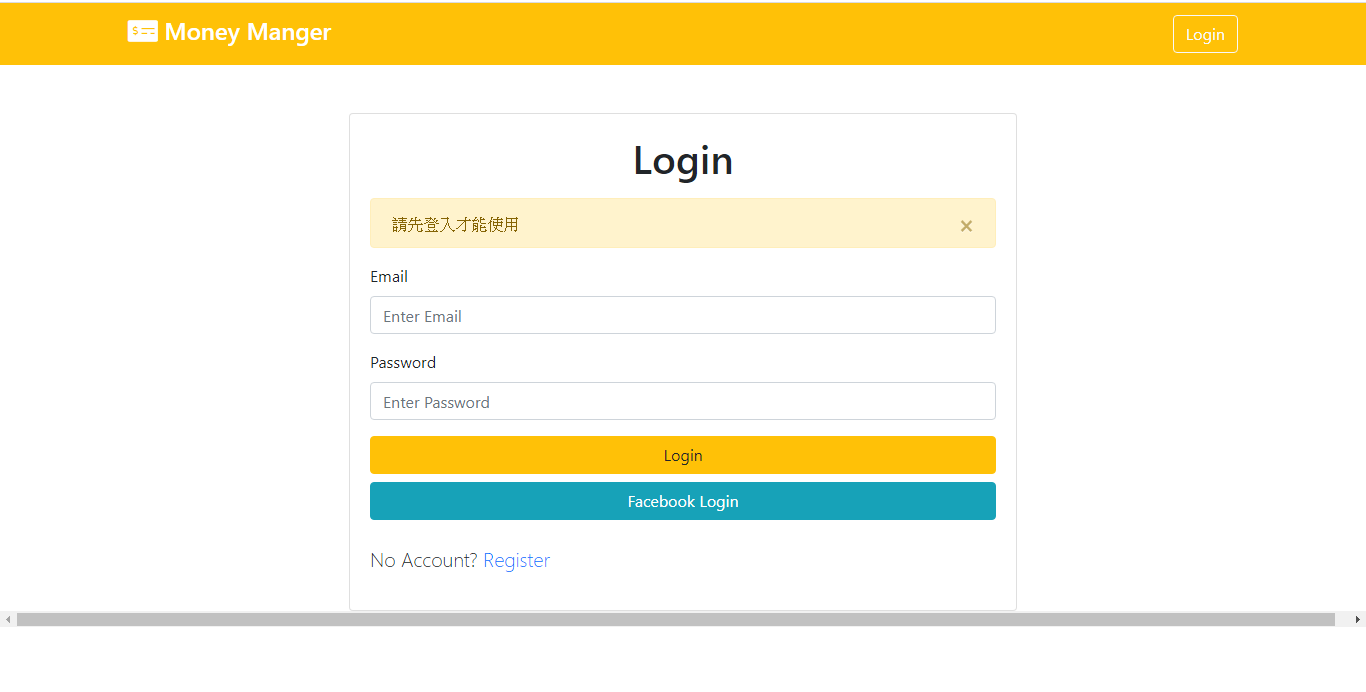 Money Manger
Login
Login
請先登入才能使用 ×
Email
Enter Email
Password
Enter Password
Login
Facebook Login
No Account? Register